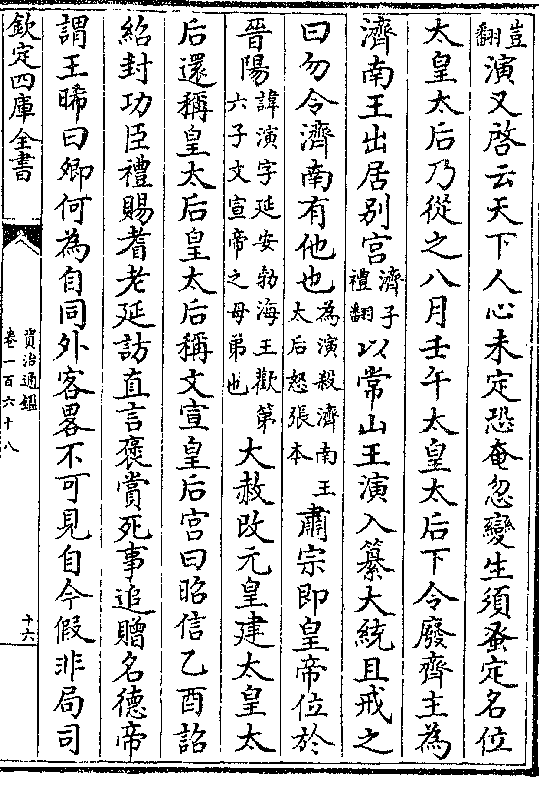 豈翻演又啓云天下人心未定恐奄忽變生須蚤定名位
太皇太后乃從之八月壬午太皇太后下令廢齊主為
濟南王出居别宫濟子禮翻以常山王演入纂大統且戒之
曰勿令濟南有他也為演殺濟南王太后怒張本肅宗即皇帝位於
晉陽諱演字延安勃海王歡第六子文宣帝之母弟也大赦改元皇建太皇太
后還稱皇太后皇太后稱文宣皇后宫曰昭信乙酉詔
紹封功臣禮賜耆老延訪直言褒賞死事追贈名德帝
謂王晞曰卿何為自同外客畧不可見自今假非局司
欽定四庫全書
資治通鑑
卷一百六十八
十六